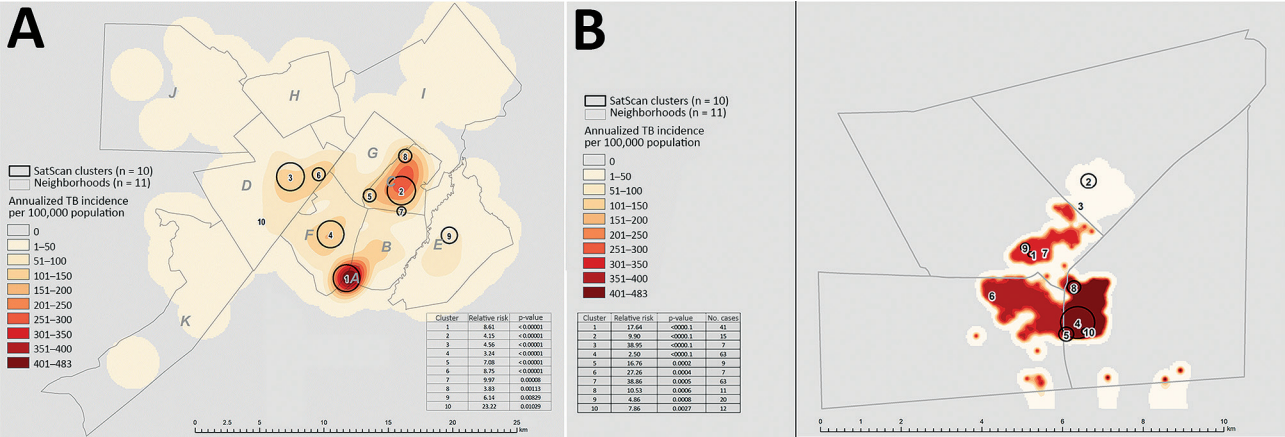 A
J
H
I
G
D
C
F
B
E
A
K
3
6
8
5
2
7
4
9
10
1
SatScan clusters (n = 10)
Neighborhoods (n = 11)
Annualized TB incidence
per 100,000 population
0
1–50
51–100
101–150
151–200
201–250
251–300
301–350
351–400
401–483
Cluster Relative risk p-value
1 8.61 <0.00001
2 4.15 <0.00001
3 4.56 <0.00001
4 3.24 <0.00001
5 7.08 <0.00001
6 8.75 <0.00001
7 9.97 0.00008
8 3.83 0.00113
9 6.14 0.00829
10 23.22 0.01029
0 2.5 5 10 15 20 25
km
B
SatScan clusters (n = 10)
Neighborhoods (n = 11)
Annualized TB incidence
per 100,000 population
0
1–50
51–100
101–150
151–200
201–250
251–300
301–350
351–400
401–483
Cluster Relative risk p-value No. cases
1 17.64 <0000.1 41
2 9.90 <0000.1 15
3 38.95 <0000.1 7
4 2.50 <0000.1 63
5 16.76 0.0002 9
6 27.26 0.0004 7
7 38.86 0.0005 63
8 10.53 0.0006 11
9 4.86 0.0008 20
10 7.86 0.0027 12
2
3
9
1
7
6
8
4
5
10
0 1 2 4 6 8 10
km